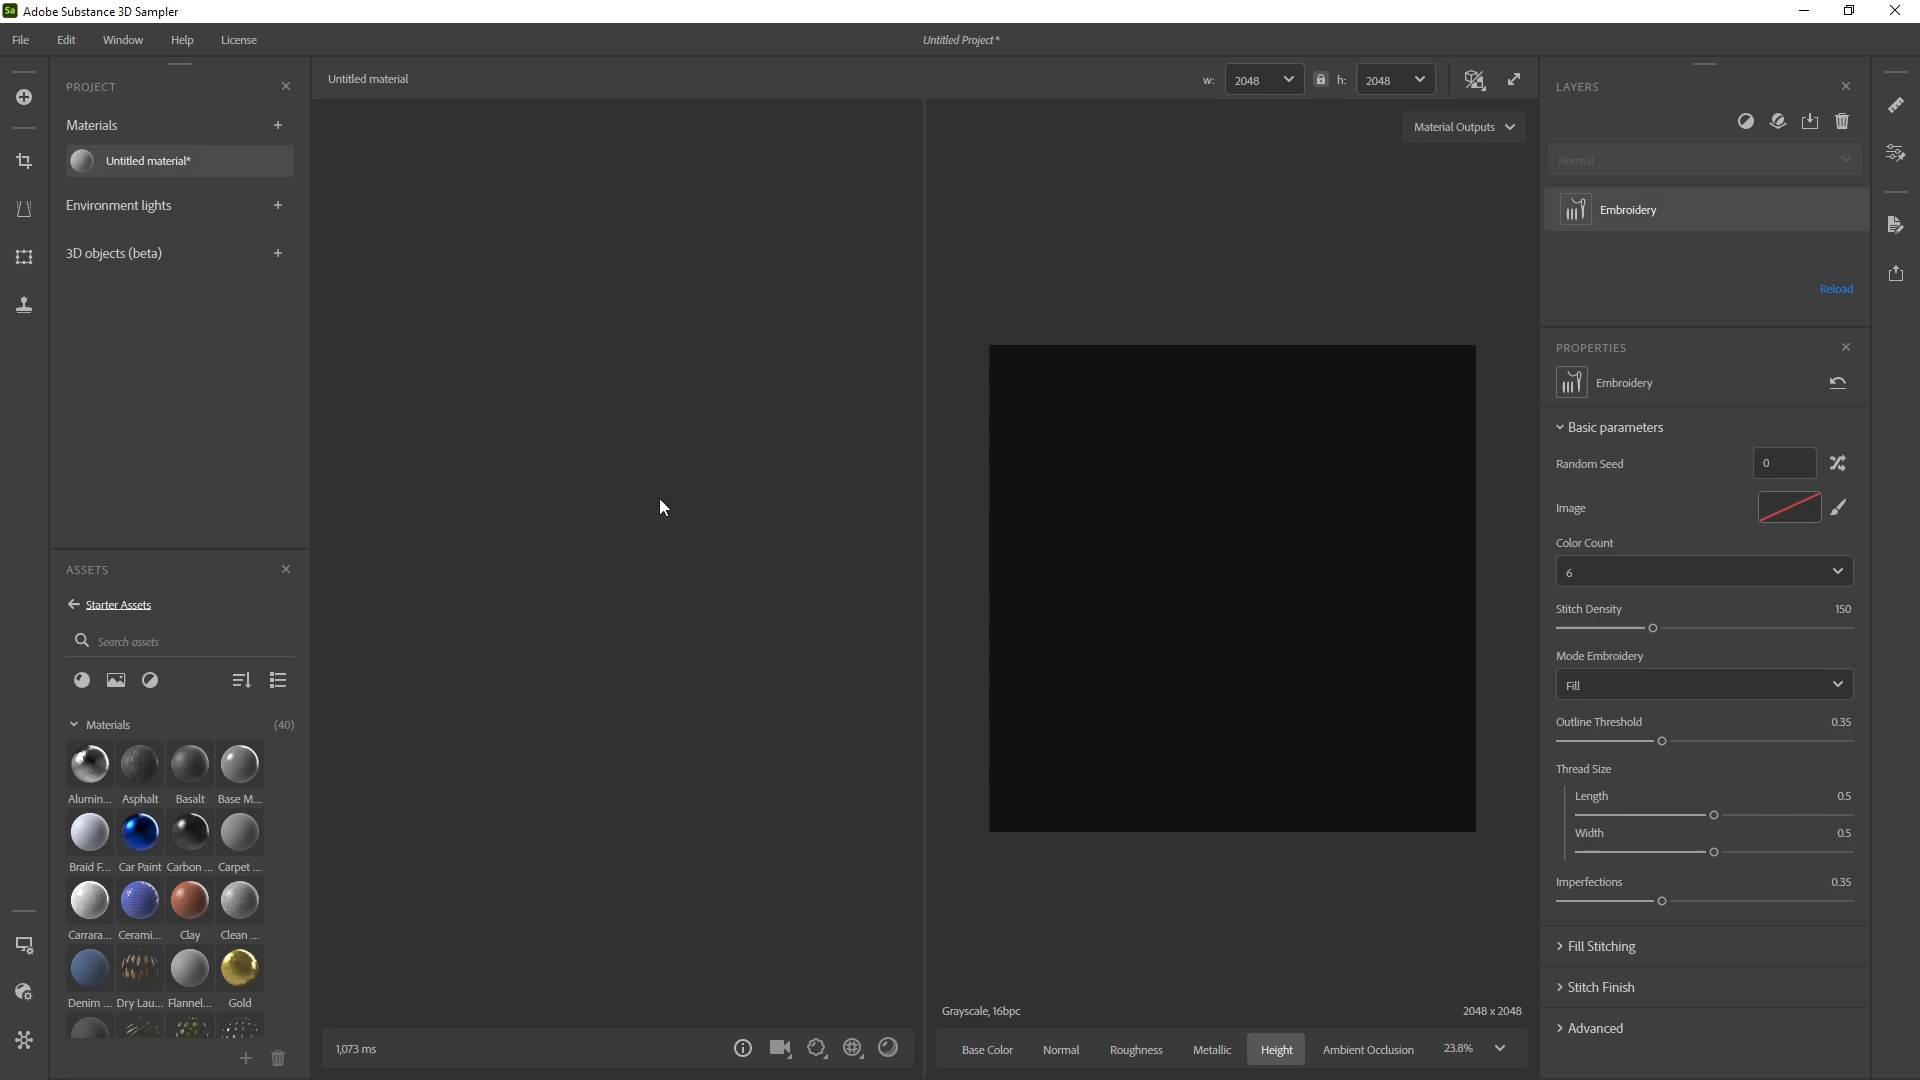 Sa Adobe Substance 3D Sampler
File Edit Window Help License
Untitled Project*
PROJECT
Materials
Untitled material*
Environment lights
3D objects (beta)
ASSETS
Starter Assets
Search assets
Materials (40)
Alumin... Asphalt Basalt Base M...
Braid F... Car Paint Carbon ... Carpet ...
Carrara... Cerami... Clay Clean ...
Denim ... Dry Lau... Flannel... Gold
Untitled material
w: 2048 h: 2048
Material Outputs
1,073 ms
Grayscale, 16bpc 2048 x 2048
Base Color Normal Roughness Metallic Height Ambient Occlusion 23.8%
LAYERS
Normal
Embroidery
Reload
PROPERTIES
Embroidery
Basic parameters
Random Seed 0
Image
Color Count
6
Stitch Density 150
Mode Embroidery
Fill
Outline Threshold 0.35
Thread Size
Length 0.5
Width 0.5
Imperfections 0.35
Fill Stitching
Stitch Finish
Advanced